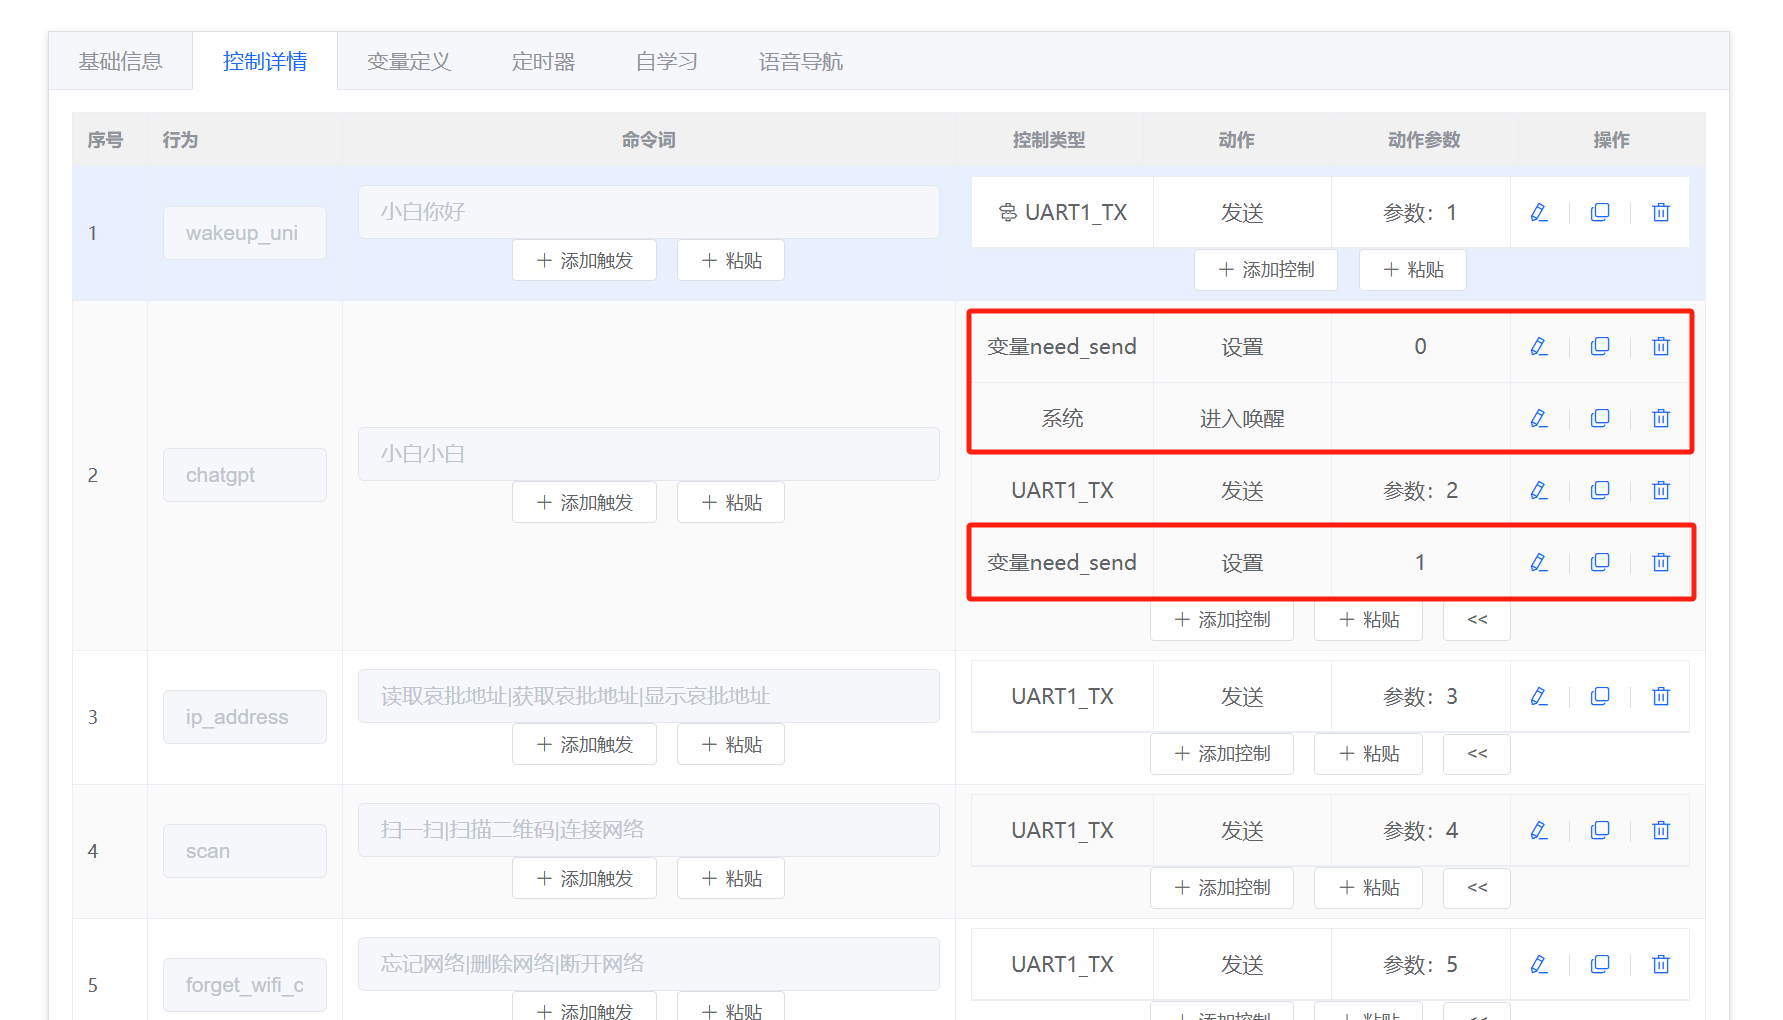 基础信息 控制详情 变量定义 定时器 自学习 语音导航
序号 行为 命令词 控制类型 动作 动作参数 操作
1 wakeup_uni 小白你好 UART1_TX 发送 参数：1
+ 添加触发 + 粘贴 + 添加控制 + 粘贴
变量need_send 设置 0
系统 进入唤醒
2 chatgpt 小白小白 UART1_TX 发送 参数：2
+ 添加触发 + 粘贴
变量need_send 设置 1
+ 添加控制 + 粘贴 <<
3 ip_address 读取哀批地址|获取哀批地址|显示哀批地址 UART1_TX 发送 参数：3
+ 添加触发 + 粘贴 + 添加控制 + 粘贴 <<
4 scan 扫一扫|扫描二维码|连接网络 UART1_TX 发送 参数：4
+ 添加触发 + 粘贴 + 添加控制 + 粘贴 <<
5 forget_wifi_c 忘记网络|删除网络|断开网络 UART1_TX 发送 参数：5
+ 添加触发 + 粘贴 + 添加控制 + 粘贴 <<